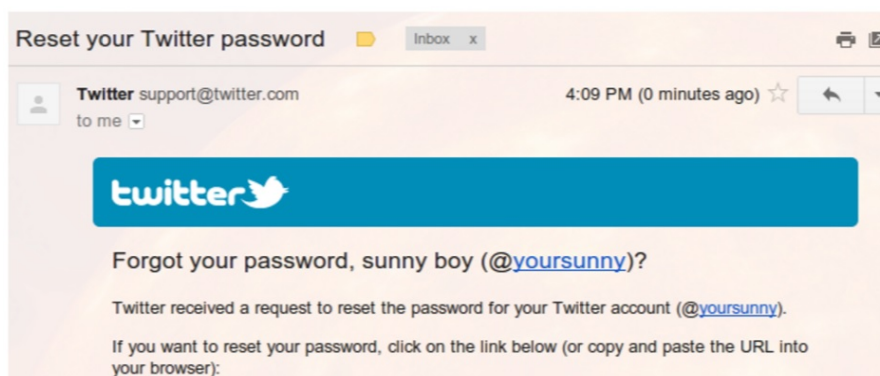 Reset your Twitter password Inbox x
Twitter support@twitter.com 4:09 PM (0 minutes ago)
to me
twitter
Forgot your password, sunny boy (@yoursunny)?
Twitter received a request to reset the password for your Twitter account (@yoursunny).
If you want to reset your password, click on the link below (or copy and paste the URL into
your browser):